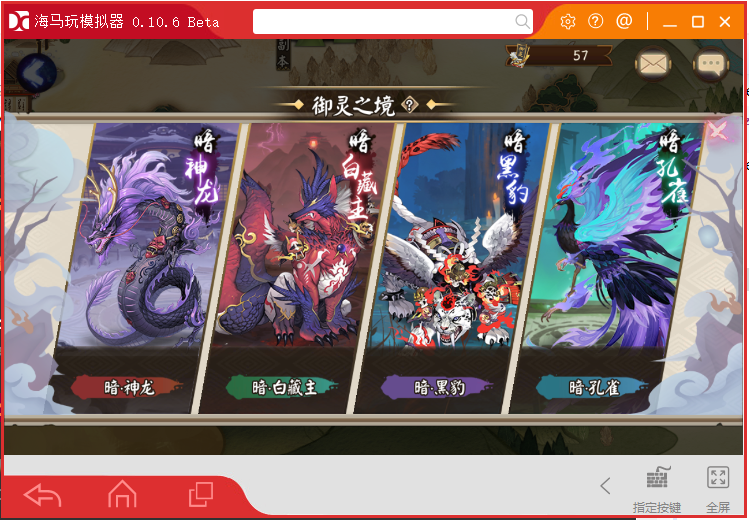 海马玩模拟器 0.10.6 Beta
副本
57
御灵之境
暗
神龙
暗
白藏主
暗
黑豹
暗
孔雀
暗·神龙
暗·白藏主
暗·黑豹
暗·孔雀
指定按键
全屏